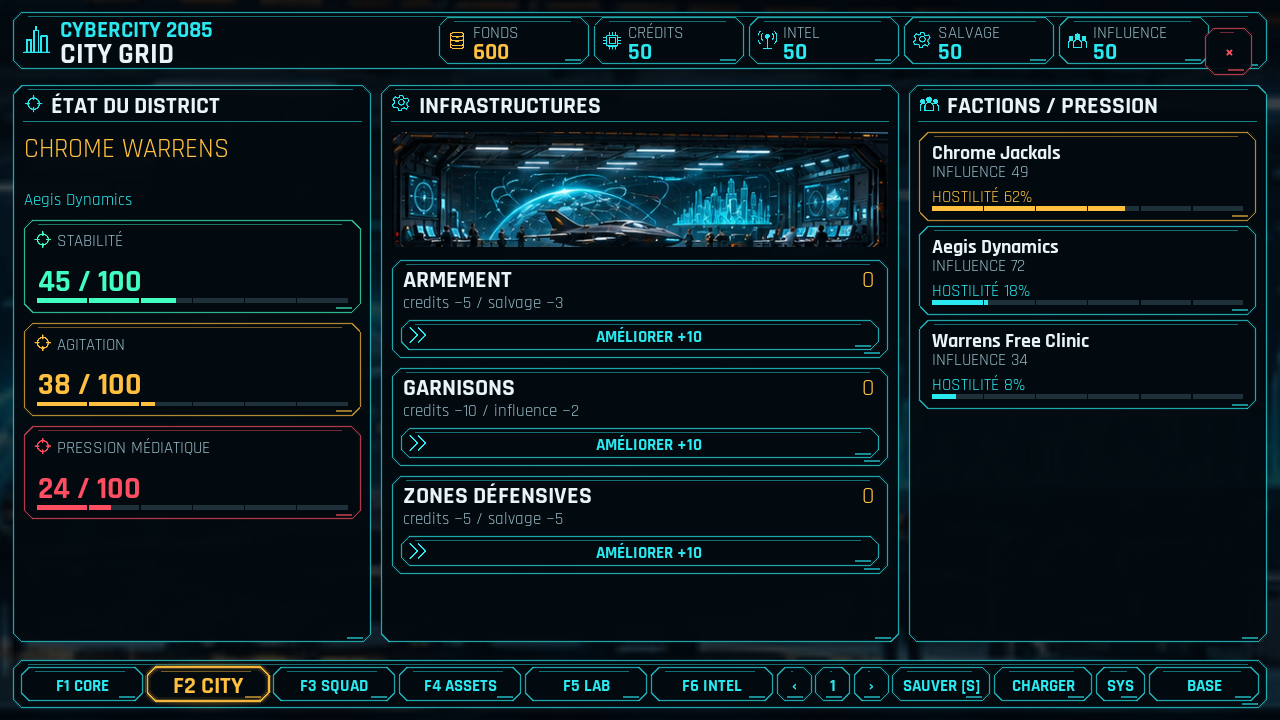 CYBERCITY 2085
CITY GRID
FONDS
600
CRÉDITS
50
INTEL
50
SALVAGE
50
INFLUENCE
50
×
ÉTAT DU DISTRICT
CHROME WARRENS
Aegis Dynamics
STABILITÉ
45 / 100
AGITATION
38 / 100
PRESSION MÉDIATIQUE
24 / 100
INFRASTRUCTURES
ARMEMENT 0
credits −5 / salvage −3
AMÉLIORER +10
GARNISONS 0
credits −10 / influence −2
AMÉLIORER +10
ZONES DÉFENSIVES 0
credits −5 / salvage −5
AMÉLIORER +10
FACTIONS / PRESSION
Chrome Jackals
INFLUENCE 49
HOSTILITÉ 62%
Aegis Dynamics
INFLUENCE 72
HOSTILITÉ 18%
Warrens Free Clinic
INFLUENCE 34
HOSTILITÉ 8%
F1 CORE
F2 CITY
F3 SQUAD
F4 ASSETS
F5 LAB
F6 INTEL
‹
1
›
SAUVER [S]
CHARGER
SYS
BASE